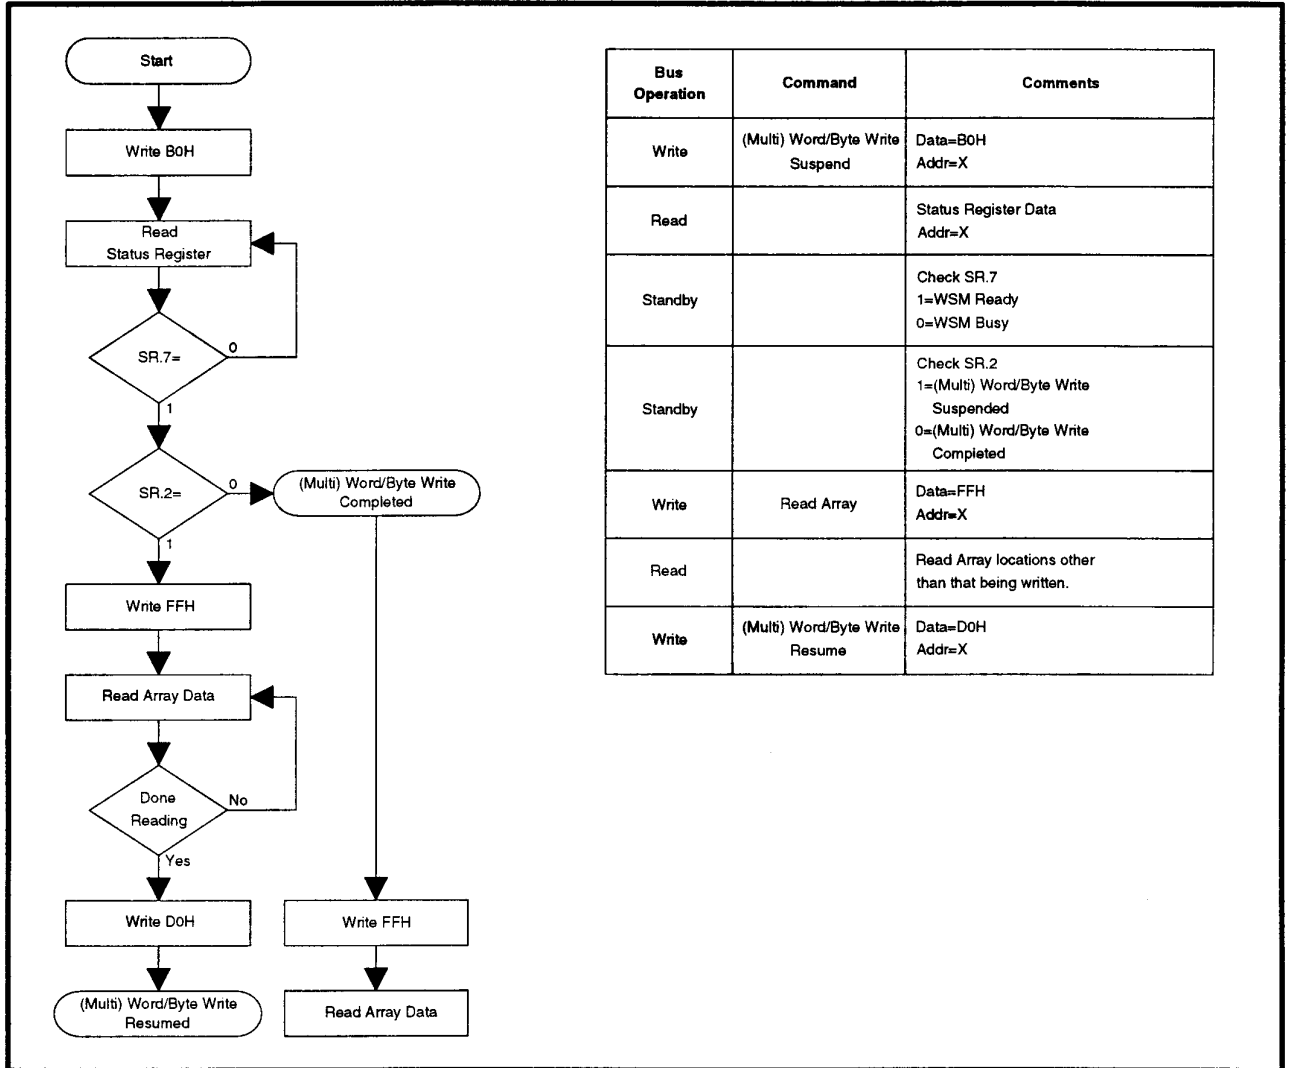 Start
Write B0H
Read
Status Register
SR.7=
0
1
SR.2=
0
1
(Multi) Word/Byte Write
Completed
Write FFH
Read Array Data
Done
Reading
No
Yes
Write D0H
(Multi) Word/Byte Write
Resumed
Write FFH
Read Array Data
Bus
Operation
Command
Comments
Write
(Multi) Word/Byte Write
Suspend
Data=B0H
Addr=X
Read
Status Register Data
Addr=X
Standby
Check SR.7
1=WSM Ready
0=WSM Busy
Standby
Check SR.2
1=(Multi) Word/Byte Write
Suspended
0=(Multi) Word/Byte Write
Completed
Write
Read Array
Data=FFH
Addr=X
Read
Read Array locations other
than that being written.
Write
(Multi) Word/Byte Write
Resume
Data=D0H
Addr=X